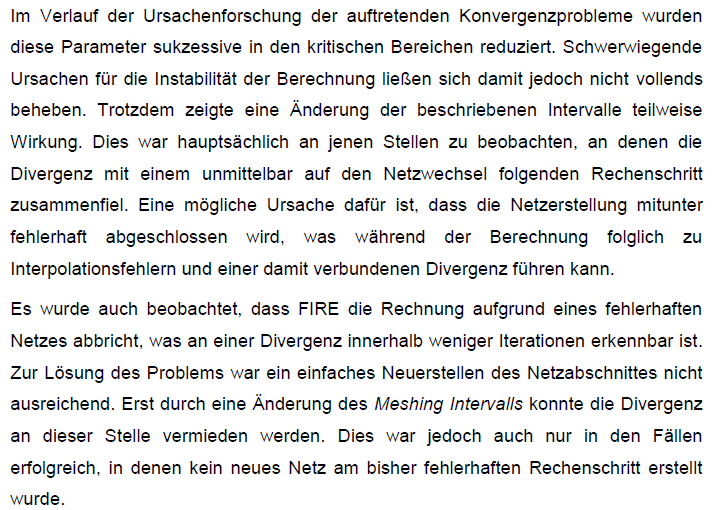 Im Verlauf der Ursachenforschung der auftretenden Konvergenzprobleme wurden
diese Parameter sukzessive in den kritischen Bereichen reduziert. Schwerwiegende
Ursachen für die Instabilität der Berechnung ließen sich damit jedoch nicht vollends
beheben. Trotzdem zeigte eine Änderung der beschriebenen Intervalle teilweise
Wirkung. Dies war hauptsächlich an jenen Stellen zu beobachten, an denen die
Divergenz mit einem unmittelbar auf den Netzwechsel folgenden Rechenschritt
zusammenfiel. Eine mögliche Ursache dafür ist, dass die Netzerstellung mitunter
fehlerhaft abgeschlossen wird, was während der Berechnung folglich zu
Interpolationsfehlern und einer damit verbundenen Divergenz führen kann.
Es wurde auch beobachtet, dass FIRE die Rechnung aufgrund eines fehlerhaften
Netzes abbricht, was an einer Divergenz innerhalb weniger Iterationen erkennbar ist.
Zur Lösung des Problems war ein einfaches Neuerstellen des Netzabschnittes nicht
ausreichend. Erst durch eine Änderung des Meshing Intervalls konnte die Divergenz
an dieser Stelle vermieden werden. Dies war jedoch auch nur in den Fällen
erfolgreich, in denen kein neues Netz am bisher fehlerhaften Rechenschritt erstellt
wurde.